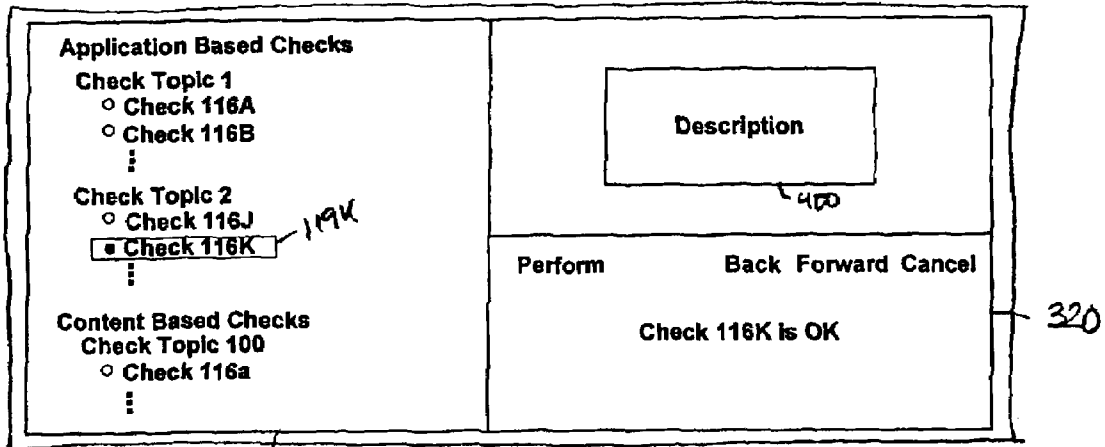 Application Based Checks
Check Topic 1
Check 116A
Check 116B
Check Topic 2
Check 116J
Check 116K
119K
Content Based Checks
Check Topic 100
Check 116a
Description
400
Perform Back Forward Cancel
Check 116K is OK
320